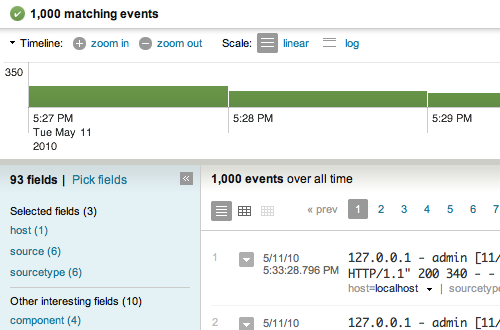 1,000 matching events
Timeline: zoom in zoom out Scale: linear log
350
5:27 PM 5:28 PM 5:29 PM
Tue May 11
2010
93 fields | Pick fields «
1,000 events over all time
« prev 1 2 3 4 5 6 7
Selected fields (3)
host (1)
source (6)
sourcetype (6)
Other interesting fields (10)
component (4)
1 5/11/10 127.0.0.1 - admin [11/
5:33:28.796 PM HTTP/1.1" 200 340 - -
host=localhost | sourcetype
2 5/11/10 127.0.0.1 - admin [11/